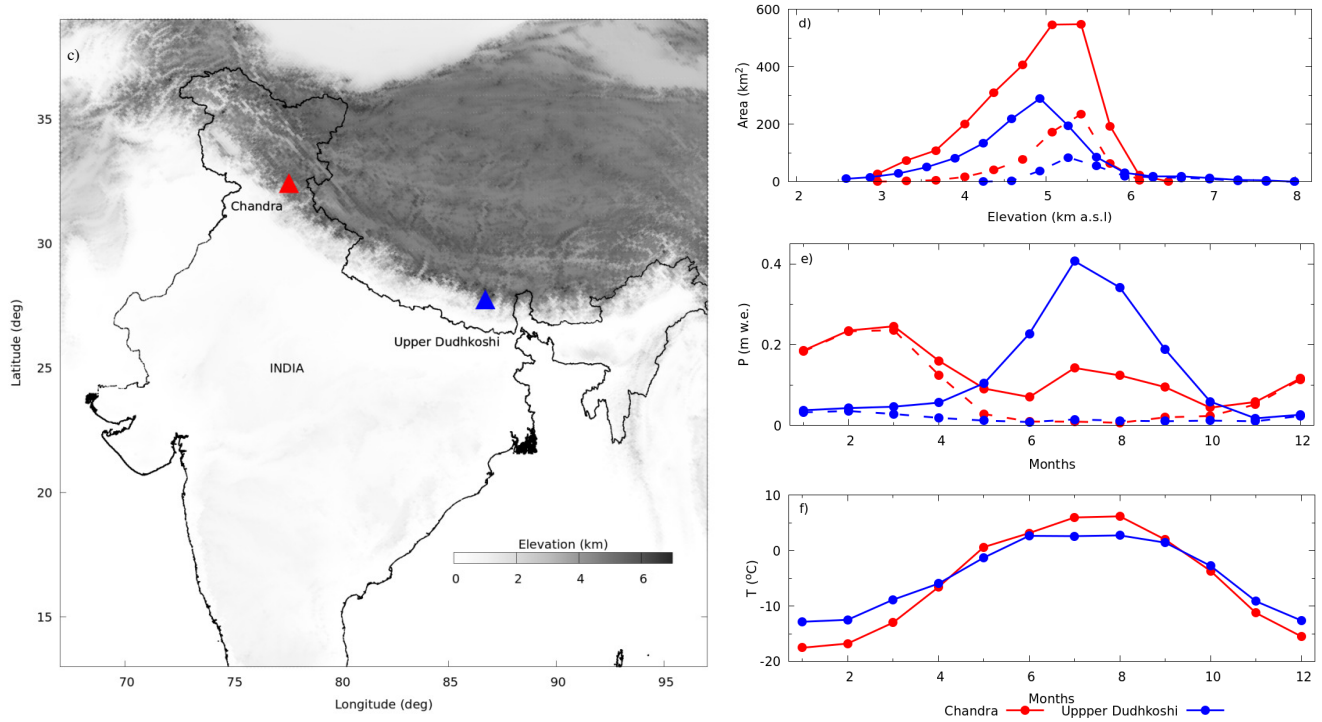 c)
35
30
25
20
15
Latitude (deg)
70
75
80
85
90
95
Longitude (deg)
Chandra
Upper Dudhkoshi
INDIA
Elevation (km)
0 2 4 6
d)
600
400
200
0
Area (km²)
2 3 4 5 6 7 8
Elevation (km a.s.l)
e)
0.4
0.2
0
P (m w.e.)
2 4 6 8 10 12
Months
f)
10
0
-10
-20
T (°C)
2 4 6 8 10 12
Months
Chandra Uppper Dudhkoshi